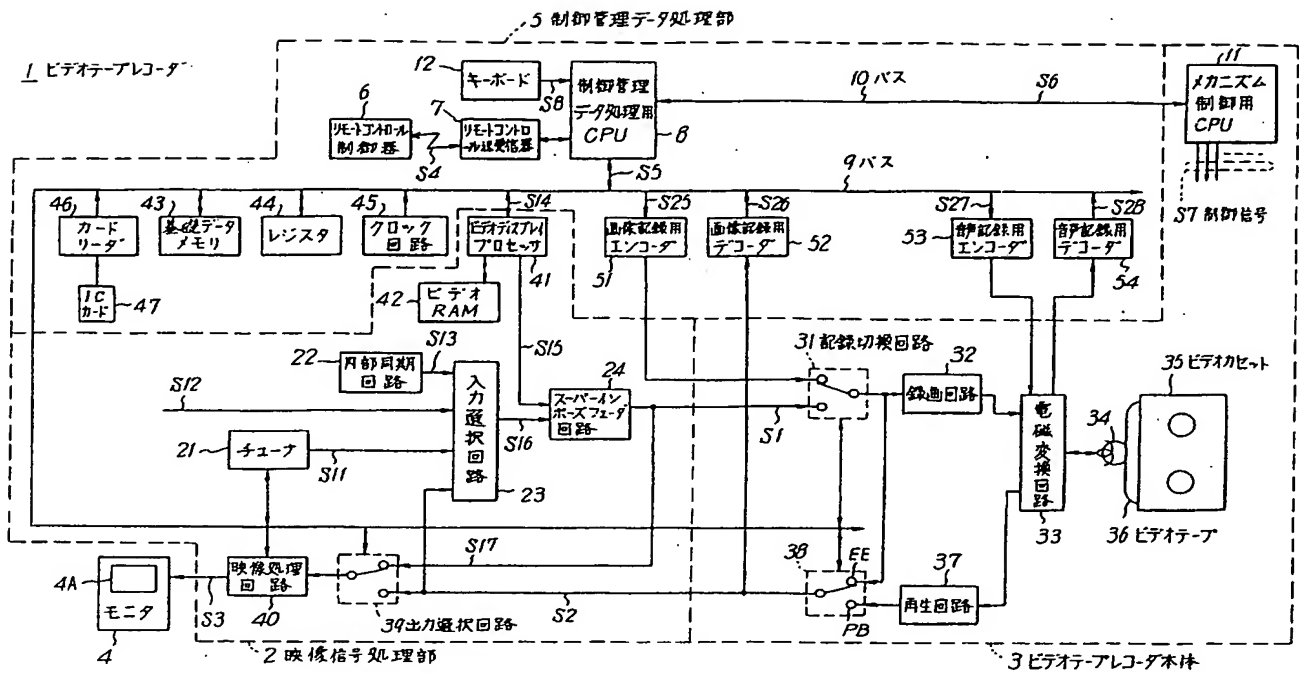 5 制御管理データ処理部
1 ビデオテープレコーダ
12
キーボード
S8
制御管理
データ処理用
CPU
8
10 バス
S6
11
メカニズム
制御用
CPU
6
リモートコントロール
制御器
S4
7
リモートコント
ロール送受信器
S5
9 バス
S7 制御信号
46
カード
リーダ
43
基礎データ
メモリ
44
レジスタ
45
クロック
回路
S14
ビデオディスプレイ
プロセッサ
41
S25
画像記録用
エンコーダ
51
S26
画像記録用
デコーダ
52
S27
53
音声記録用
エンコーダ
S28
音声記録用
デコーダ
54
IC
カード
47
42
ビデオ
RAM
S15
22
内部同期
回路
S13
S12
21
チューナ
S11
入力選択回路
23
S16
24
スーパーイン
ポーズフェーダ
回路
S1
31 記録切換回路
32
録画回路
電磁変換回路
33
34
35 ビデオカセット
36 ビデオテープ
4A
モニタ
4
S3
映像処理
回路
40
S17
39 出力選択回路
S2
38
EE
PB
37
再生回路
2 映像信号処理部
3 ビデオテープレコーダ本体